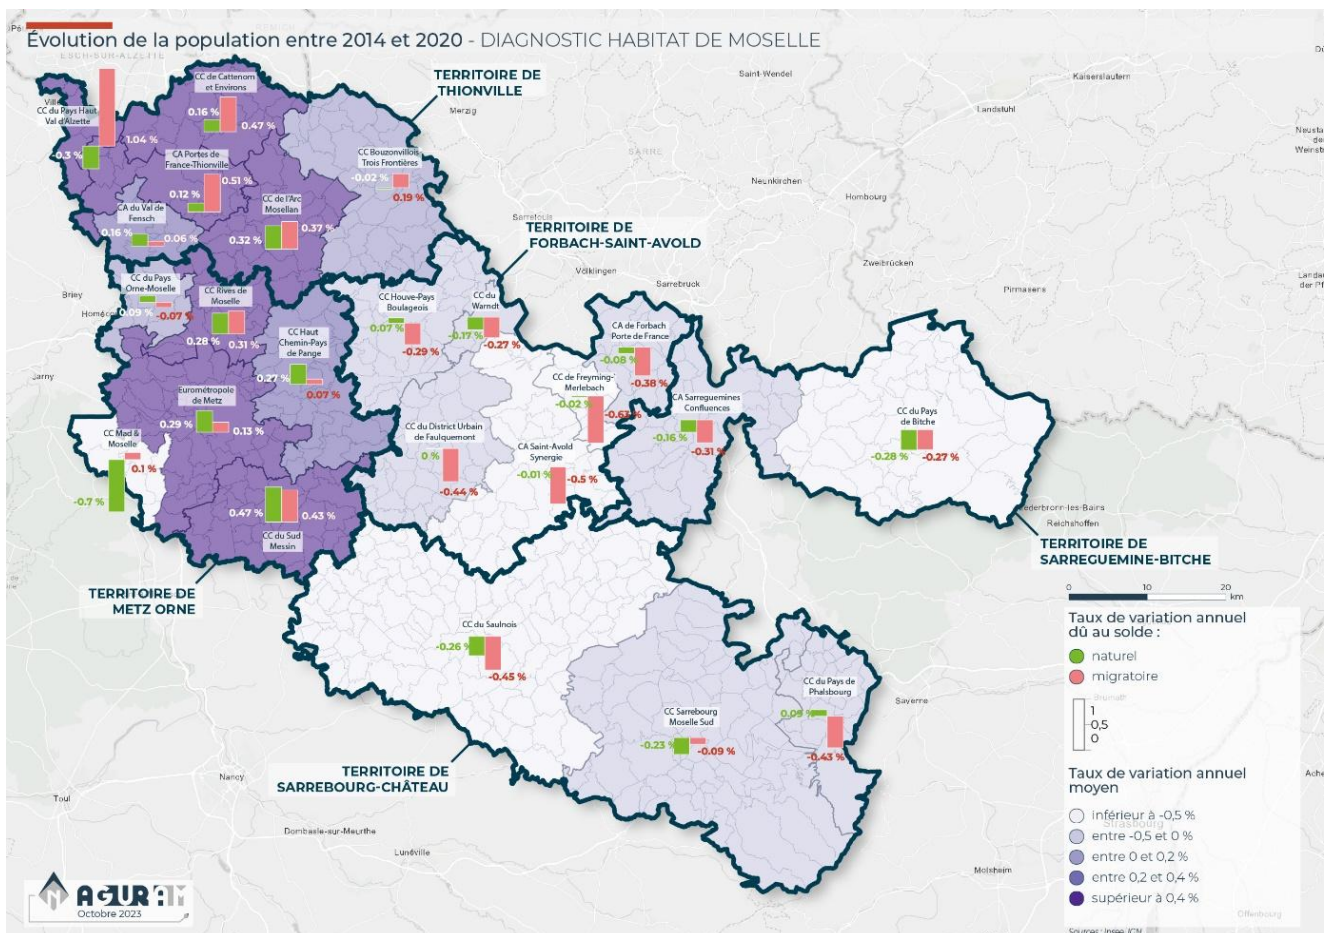 Évolution de la population entre 2014 et 2020 - DIAGNOSTIC HABITAT DE MOSELLE
ESCH-SUR-ALZETTE
TERRITOIRE DE
THIONVILLE
Saint-Wendel
Kaiserslautern
Landstuhl
Merzig
SARRE
Neunkirchen
Hombourg
CC du Pays Haut
Val d'Alzette
-0.3 %
1.04 %
CC de Cattenom
et Environs
0.16 %
0.47 %
CA Portes de
France-Thionville
0.12 %
0.51 %
CC Bouzonvillois
Trois Frontières
-0.02 %
0.19 %
CA du Val de
Fensch
0.16 %
0.06 %
CC de l'Arc
Mosellan
0.32 %
0.37 %
TERRITOIRE DE
FORBACH-SAINT-AVOLD
Völklingen
Sarrebruck
Zweibrücken
Pirmasens
Briey
CC du Pays
Orne-Moselle
0.09 %
-0.07 %
CC Rives de
Moselle
0.28 %
0.31 %
CC Haut
Chemin-Pays
de Pange
0.27 %
0.07 %
CC Houve-Pays
Boulageois
0.07 %
-0.29 %
CC du
Warndt
-0.17 %
-0.27 %
CA de Forbach
Porte de France
-0.08 %
-0.38 %
CC de Freyming-
Merlebach
-0.02 %
-0.63 %
CA Sarreguemines
Confluences
-0.16 %
-0.31 %
CC du Pays
de Bitche
-0.28 %
-0.27 %
Eurométropole
de Metz
0.29 %
0.13 %
CC Mad &
Moselle
0.1 %
-0.7 %
CC du District Urbain
de Faulquemont
0 %
-0.44 %
CA Saint-Avold
Synergie
-0.01 %
-0.5 %
0.47 %
0.43 %
CC du Sud
Messin
Reichshoffen
TERRITOIRE DE
SARREGUEMINE-BITCHE
TERRITOIRE DE
METZ ORNE
CC du Saulnois
-0.26 %
-0.45 %
CC Sarrebourg
Moselle Sud
-0.23 %
-0.09 %
CC du Pays de
Phalsbourg
0.09 %
-0.43 %
Saverne
TERRITOIRE DE
SARREBOURG-CHÂTEAU
Nancy
Toul
Dombasle-sur-Meurthe
Lunéville
Molsheim
Strasbourg
Offenbourg
0 10 20
km
Taux de variation annuel
dû au solde :
naturel
migratoire
1
0,5
0
Taux de variation annuel
moyen
inférieur à -0,5 %
entre -0,5 et 0 %
entre 0 et 0,2 %
entre 0,2 et 0,4 %
supérieur à 0,4 %
AGURAM
Octobre 2023